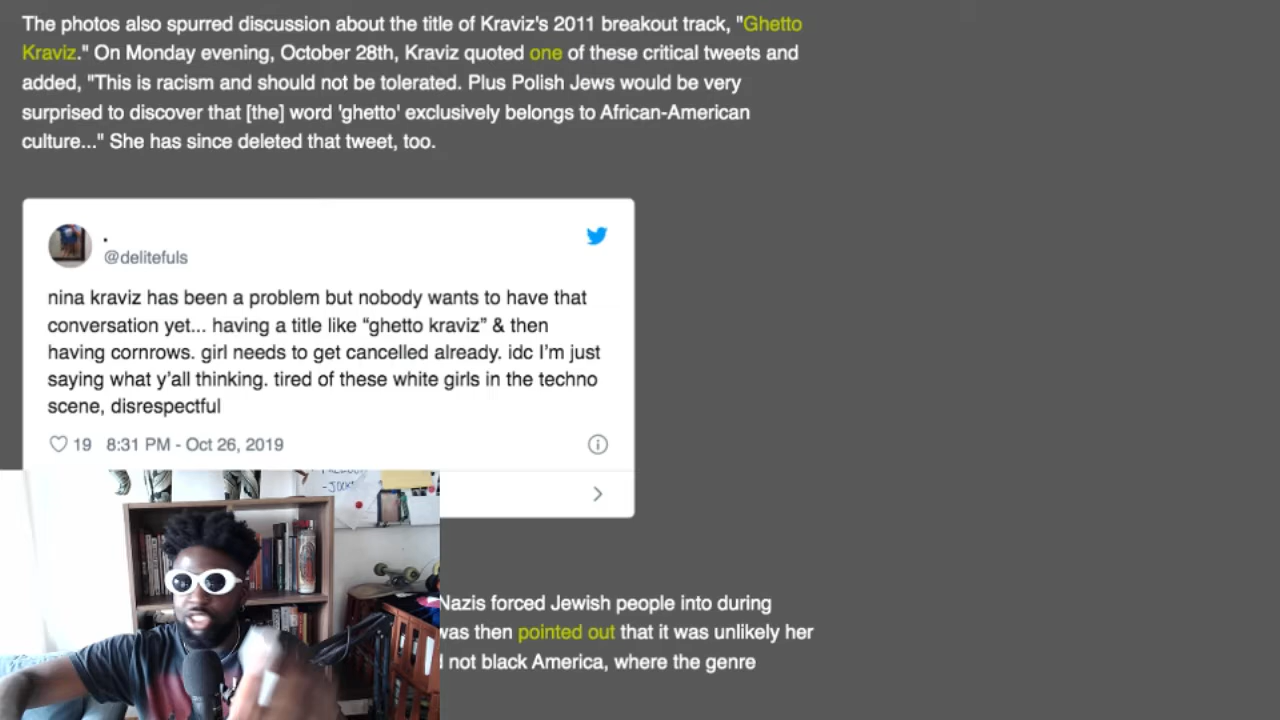 The photos also spurred discussion about the title of Kraviz's 2011 breakout track, "Ghetto
Kraviz." On Monday evening, October 28th, Kraviz quoted one of these critical tweets and
added, "This is racism and should not be tolerated. Plus Polish Jews would be very
surprised to discover that [the] word 'ghetto' exclusively belongs to African-American
culture..." She has since deleted that tweet, too.
.
@delitefuls
nina kraviz has been a problem but nobody wants to have that
conversation yet... having a title like “ghetto kraviz” & then
having cornrows. girl needs to get cancelled already. idc I’m just
saying what y’all thinking. tired of these white girls in the techno
scene, disrespectful
19 8:31 PM - Oct 26, 2019
Nazis forced Jewish people into during
was then pointed out that it was unlikely her
not black America, where the genre